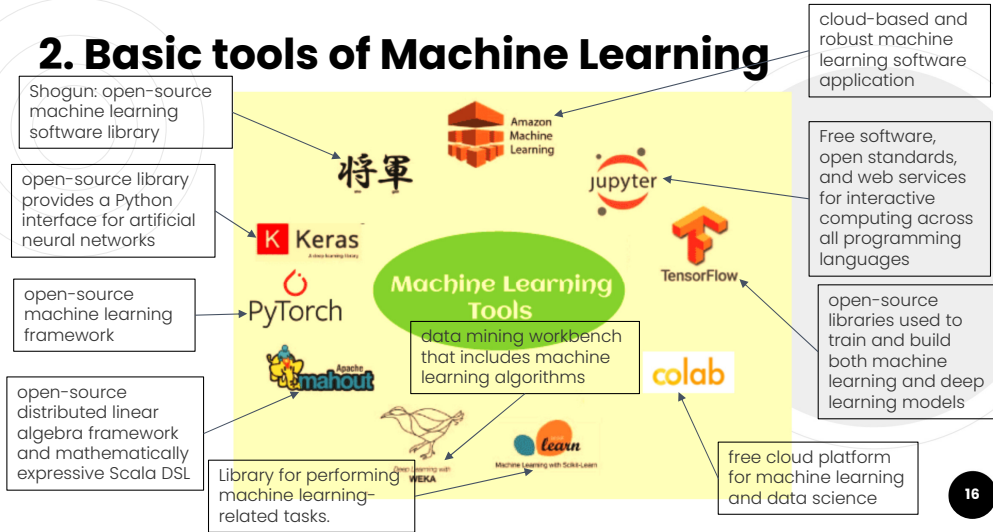 2. Basic tools of Machine Learning
cloud-based and
robust machine
learning software
application
Shogun: open-source
machine learning
software library
Amazon
Machine
Learning
将軍
jupyter
Free software,
open standards,
and web services
for interactive
computing across
all programming
languages
open-source library
provides a Python
interface for artificial
neural networks
K Keras
A deep learning library
TensorFlow
Machine Learning
Tools
open-source
machine learning
framework
PyTorch
open-source
libraries used to
train and build
both machine
learning and deep
learning models
data mining workbench
that includes machine
learning algorithms
Apache
mahout
colab
open-source
distributed linear
algebra framework
and mathematically
expressive Scala DSL
learn
Machine Learning with Scikit-Learn
Deep Learning with
WEKA
Library for performing
machine learning-
related tasks.
free cloud platform
for machine learning
and data science
16